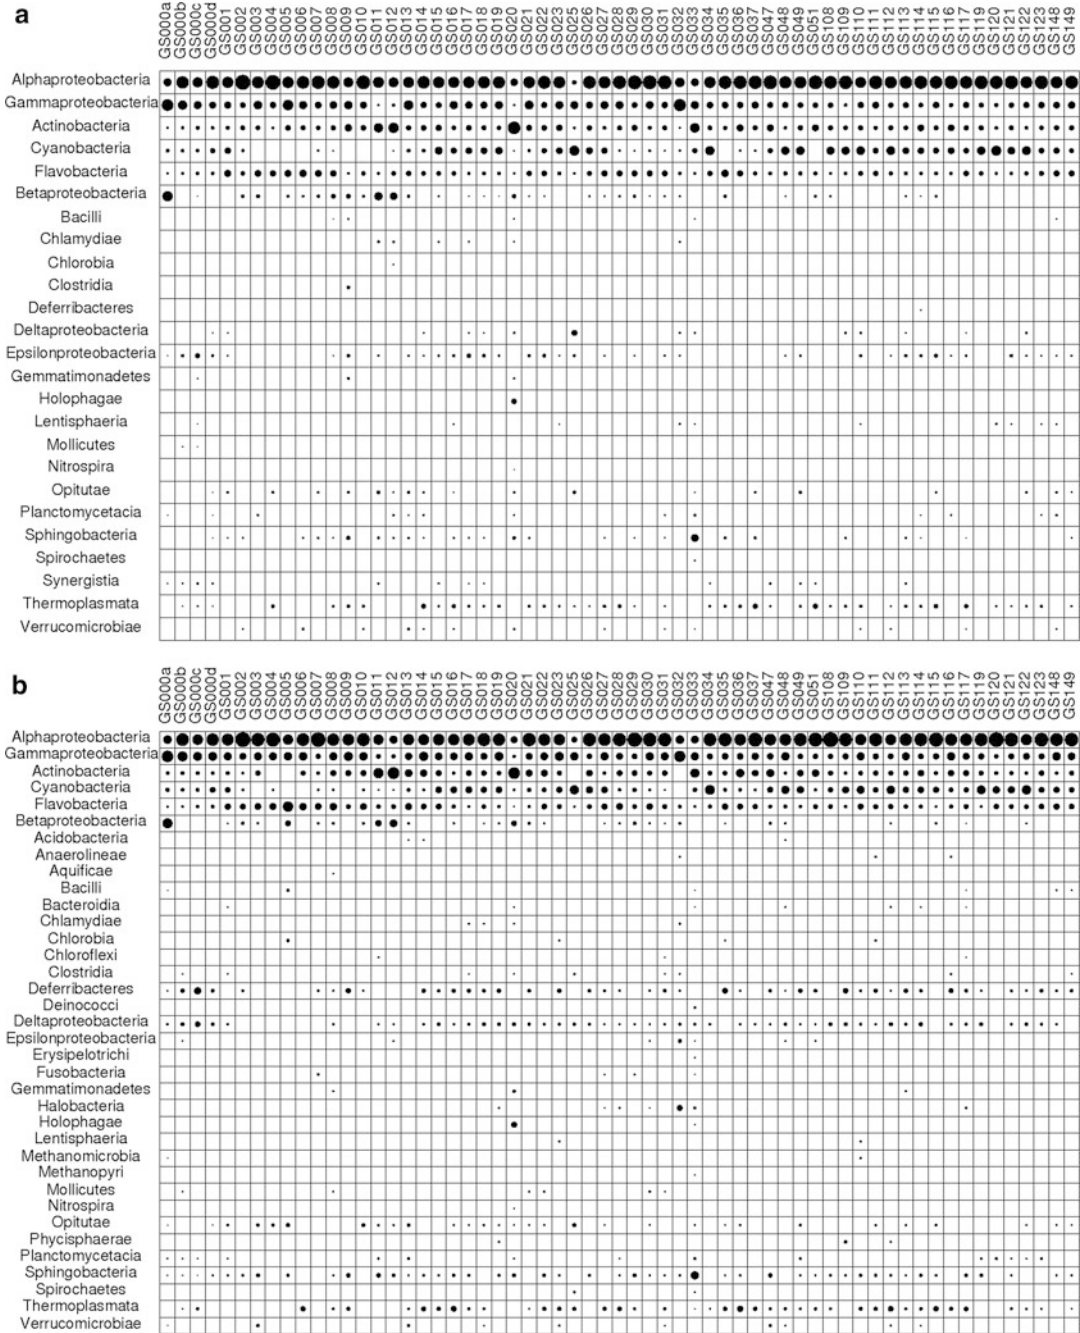 a
GS000a GS000b GS000c GS000d GS001 GS002 GS003 GS004 GS005 GS006 GS007 GS008 GS009 GS010 GS011 GS012 GS013 GS014 GS015 GS016 GS017 GS018 GS019 GS020 GS021 GS022 GS023 GS025 GS026 GS027 GS028 GS029 GS030 GS031 GS032 GS033 GS034 GS035 GS036 GS037 GS047 GS048 GS049 GS051 GS108 GS109 GS110 GS111 GS112 GS113 GS114 GS115 GS116 GS117 GS119 GS120 GS121 GS122 GS123 GS148 GS149
Alphaproteobacteria
Gammaproteobacteria
Actinobacteria
Cyanobacteria
Flavobacteria
Betaproteobacteria
Bacilli
Chlamydiae
Chlorobia
Clostridia
Deferribacteres
Deltaproteobacteria
Epsilonproteobacteria
Gemmatimonadetes
Holophagae
Lentisphaeria
Mollicutes
Nitrospira
Opitutae
Planctomycetacia
Sphingobacteria
Spirochaetes
Synergistia
Thermoplasmata
Verrucomicrobiae
b
GS000a GS000b GS000c GS000d GS001 GS002 GS003 GS004 GS005 GS006 GS007 GS008 GS009 GS010 GS011 GS012 GS013 GS014 GS015 GS016 GS017 GS018 GS019 GS020 GS021 GS022 GS023 GS025 GS026 GS027 GS028 GS029 GS030 GS031 GS032 GS033 GS034 GS035 GS036 GS037 GS047 GS048 GS049 GS051 GS108 GS109 GS110 GS111 GS112 GS113 GS114 GS115 GS116 GS117 GS119 GS120 GS121 GS122 GS123 GS148 GS149
Alphaproteobacteria
Gammaproteobacteria
Actinobacteria
Cyanobacteria
Flavobacteria
Betaproteobacteria
Acidobacteria
Anaerolineae
Aquificae
Bacilli
Bacteroidia
Chlamydiae
Chlorobia
Chloroflexi
Clostridia
Deferribacteres
Deinococci
Deltaproteobacteria
Epsilonproteobacteria
Erysipelotrichi
Fusobacteria
Gemmatimonadetes
Halobacteria
Holophagae
Lentisphaeria
Methanomicrobia
Methanopyri
Mollicutes
Nitrospira
Opitutae
Phycisphaerae
Planctomycetacia
Sphingobacteria
Spirochaetes
Thermoplasmata
Verrucomicrobiae